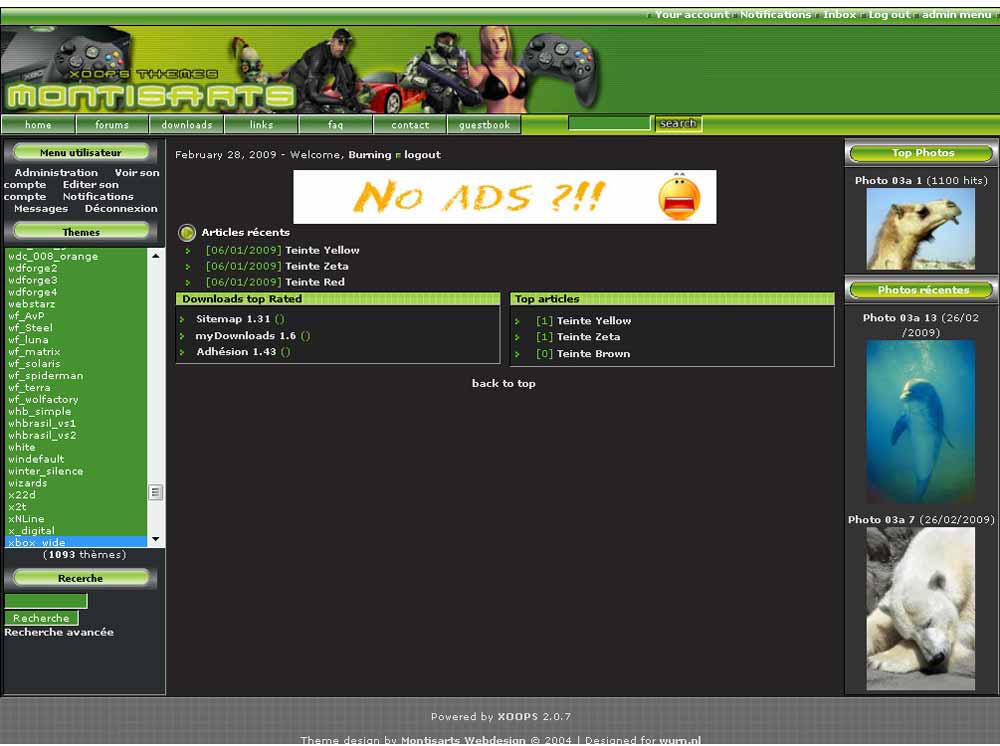 Your account Notifications Inbox Log out admin menu
XOOPS THEMES
MONTISARTS
home forums downloads links faq contact guestbook search
Menu utilisateur
Administration Voir son
compte Editer son
compte Notifications
Messages Déconnexion
Themes
wdc_008_orange
wdforge2
wdforge3
wdforge4
webstarz
wf_AvP
wf_Steel
wf_luna
wf_matrix
wf_solaris
wf_spiderman
wf_terra
wf_wolfactory
whb_simple
whbrasil_vs1
whbrasil_vs2
white
windefault
winter_silence
wizards
x22d
x2t
xNLine
x_digital
xbox_wide
(1093 thèmes)
Recerche
Recherche
Recherche avancée
February 28, 2009 - Welcome, Burning logout
No ADS ?!!
Articles récents
[06/01/2009] Teinte Yellow
[06/01/2009] Teinte Zeta
[06/01/2009] Teinte Red
Downloads top Rated
Sitemap 1.31 ()
myDownloads 1.6 ()
Adhésion 1.43 ()
Top articles
[1] Teinte Yellow
[1] Teinte Zeta
[0] Teinte Brown
back to top
Top Photos
Photo 03a 1 (1100 hits)
Photos récentes
Photo 03a 13 (26/02
/2009)
Photo 03a 7 (26/02/2009)
Powered by XOOPS 2.0.7
Theme design by Montisarts Webdesign © 2004 | Designed for wurn.nl